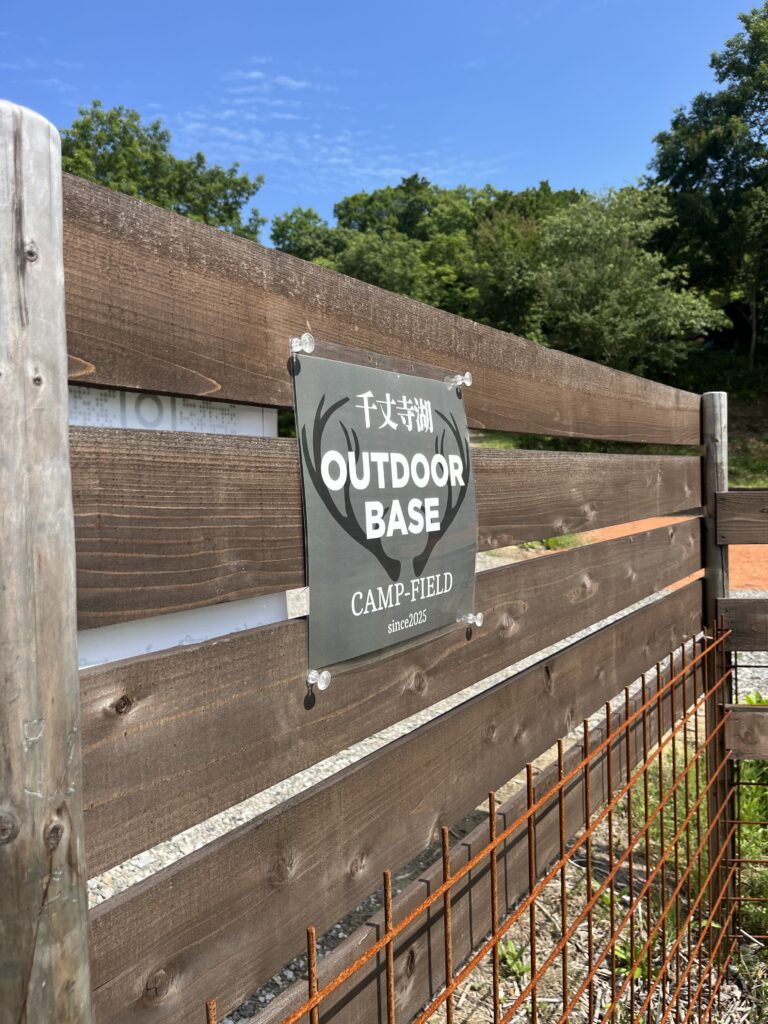 千丈寺湖
OUTDOOR
BASE
CAMP-FIELD
since2025